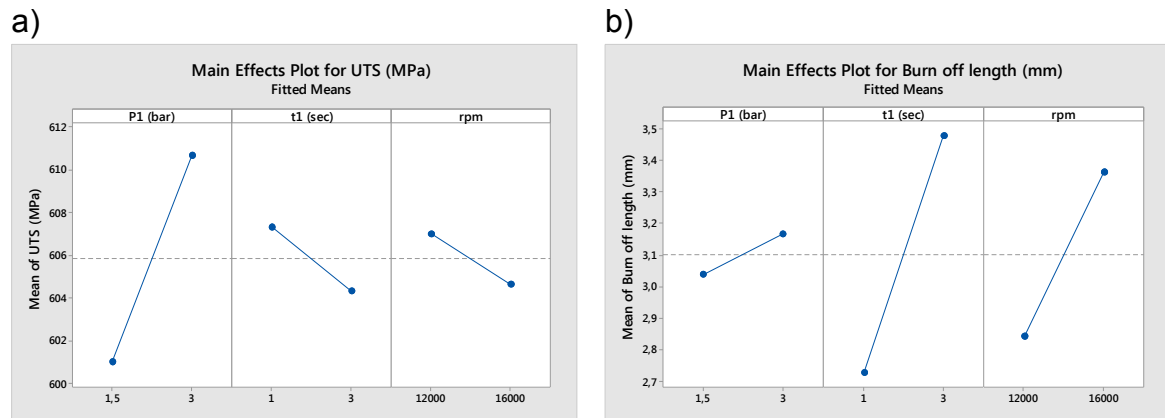 a)
Main Effects Plot for UTS (MPa)
Fitted Means
P1 (bar) t1 (sec) rpm
Mean of UTS (MPa)
612
610
608
606
604
602
600
1,5 3 1 3 12000 16000
b)
Main Effects Plot for Burn off length (mm)
Fitted Means
P1 (bar) t1 (sec) rpm
Mean of Burn off length (mm)
3,5
3,4
3,3
3,2
3,1
3,0
2,9
2,8
2,7
1,5 3 1 3 12000 16000